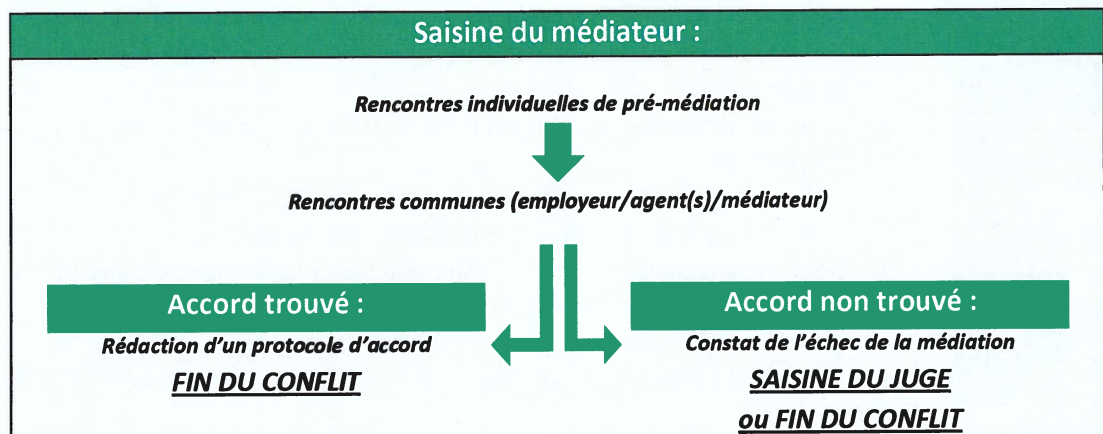 Saisine du médiateur :
Rencontres individuelles de pré-médiation
Rencontres communes (employeur/agent(s)/médiateur)
Accord trouvé :
Rédaction d'un protocole d'accord
FIN DU CONFLIT
Accord non trouvé :
Constat de l'échec de la médiation
SAISINE DU JUGE
ou FIN DU CONFLIT